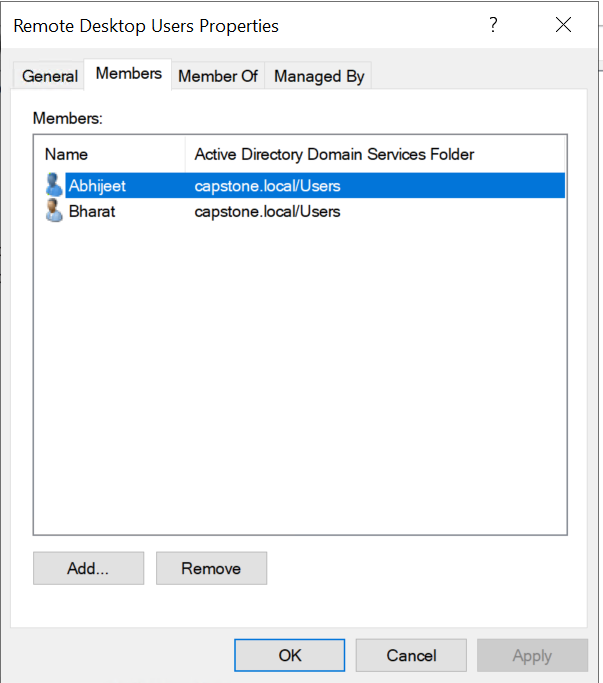 Remote Desktop Users Properties ?
General Members Member Of Managed By
Members:
Name Active Directory Domain Services Folder
Abhijeet capstone.local/Users
Bharat capstone.local/Users
Add... Remove
OK Cancel Apply